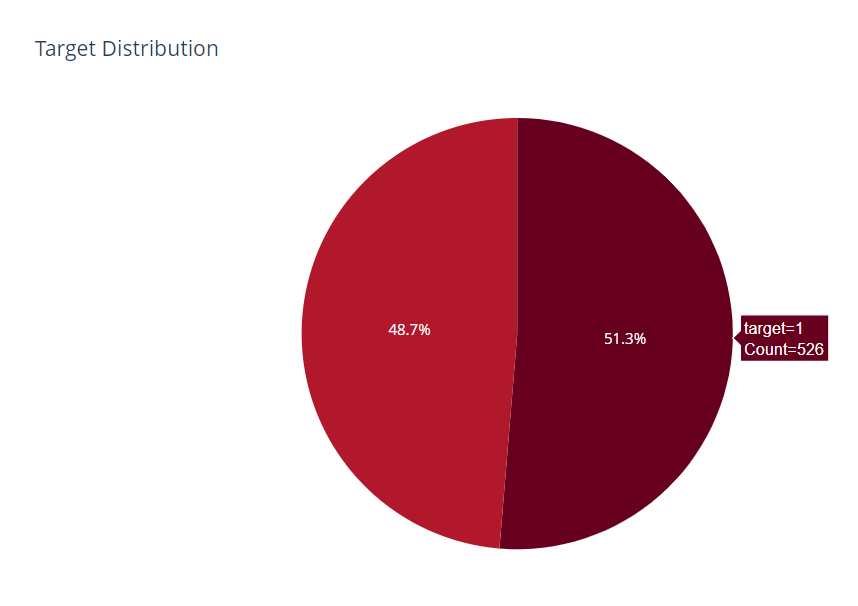 Target Distribution
48.7%
51.3%
target=1
Count=526